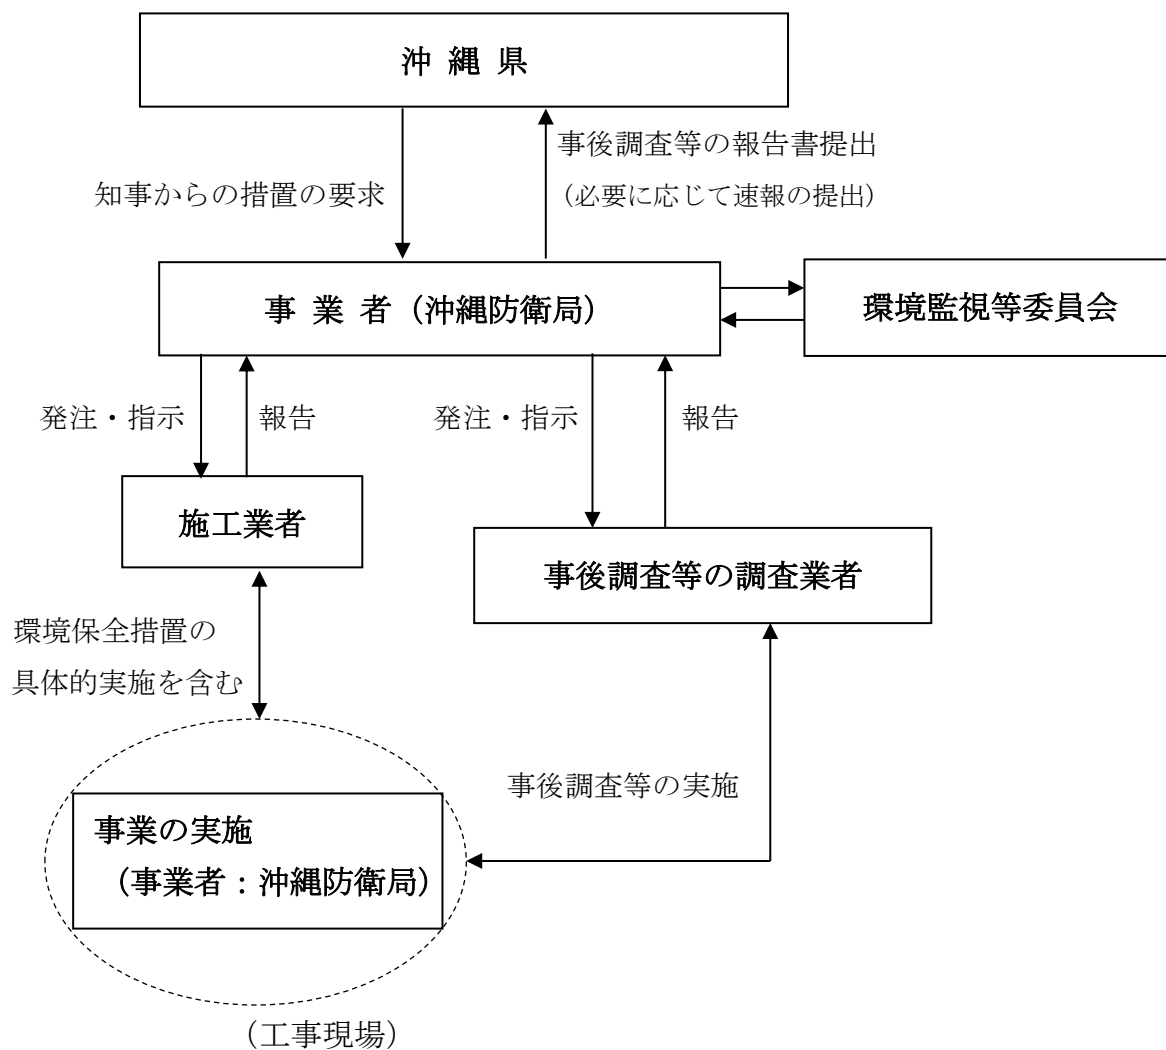 沖 縄 県
事後調査等の報告書提出
知事からの措置の要求
（必要に応じて速報の提出）
事 業 者（沖縄防衛局）
環境監視等委員会
発注・指示
報告
発注・指示
報告
施工業者
事後調査等の調査業者
環境保全措置の
具体的実施を含む
事後調査等の実施
事業の実施
（事業者：沖縄防衛局）
（工事現場）